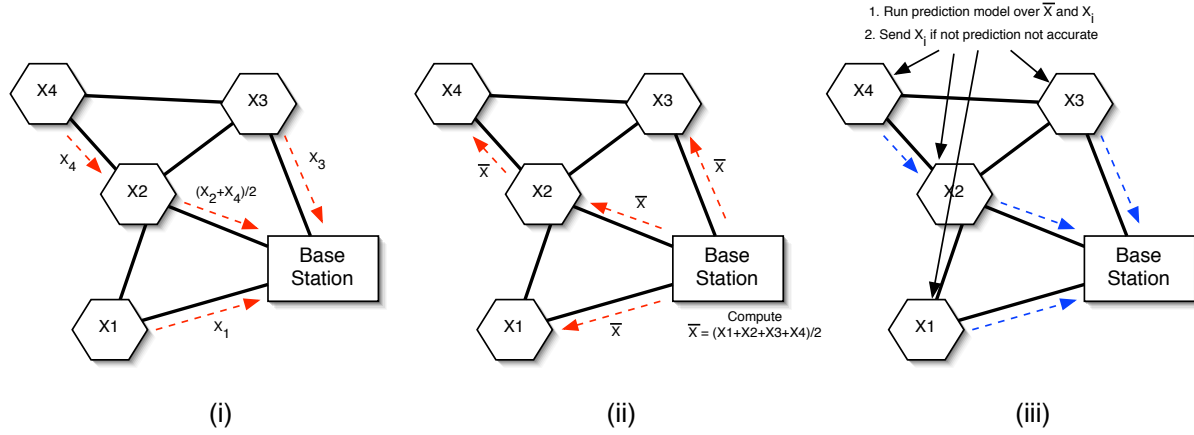 X4
X3
X4
X3
(X2+X4)/2
X2
Base
Station
X1
X1
(i)
X4
X3
X̅
X̅
X2
X̅
Base
Station
X1
X̅
Compute
X̅ = (X1+X2+X3+X4)/2
(ii)
1. Run prediction model over X̅ and Xi
2. Send Xi if not prediction not accurate
X4
X3
X2
Base
Station
X1
(iii)